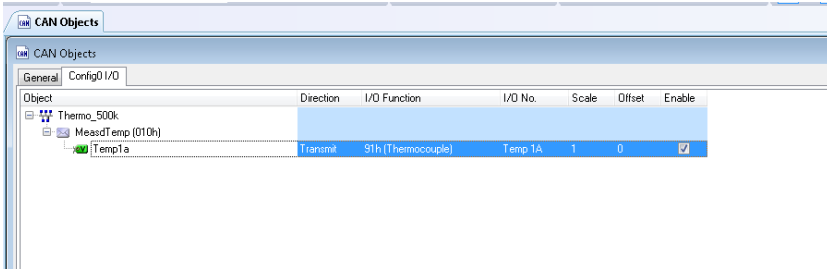 CAN Objects
CAN Objects
General Config0 I/O
Object Direction I/O Function I/O No. Scale Offset Enable
Thermo_500k
MeasdTemp (010h)
Temp1a Transmit 91h (Thermocouple) Temp 1A 1 0